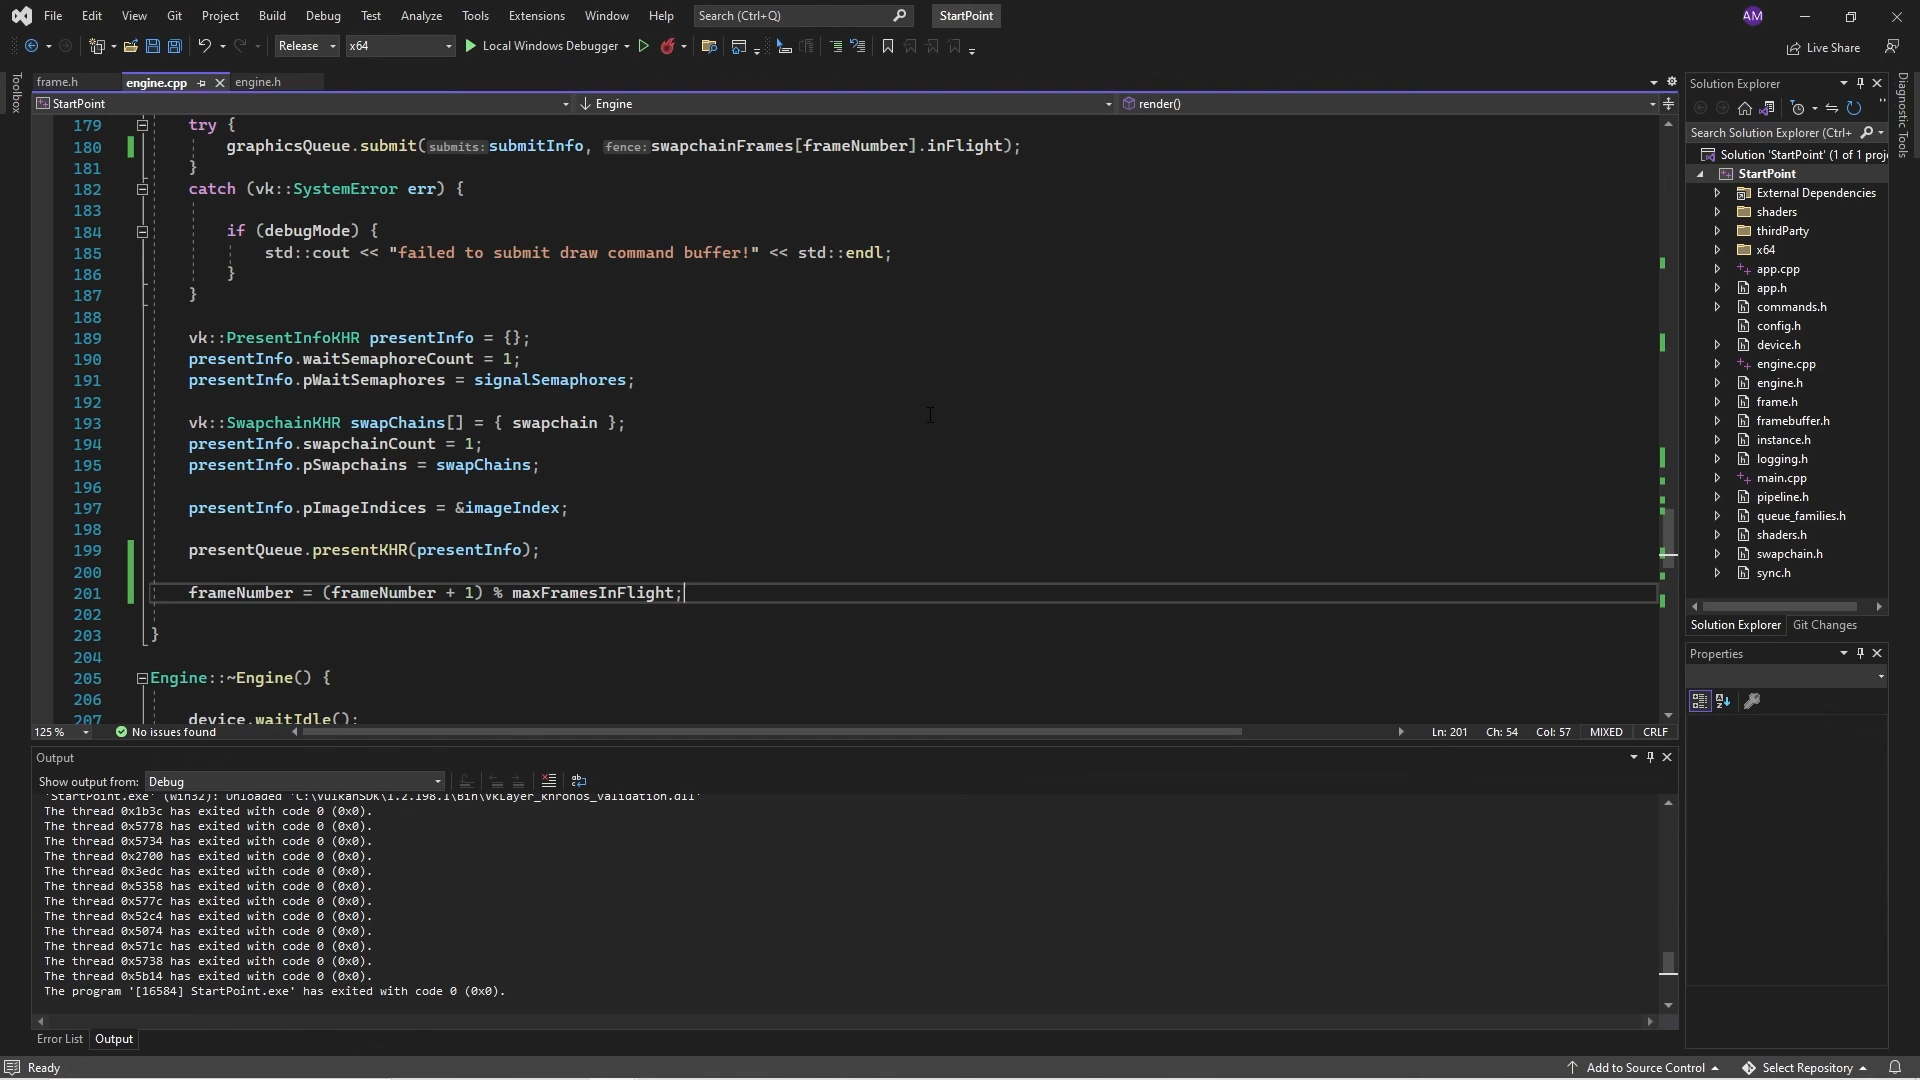 File Edit View Git Project Build Debug Test Analyze Tools Extensions Window Help Search (Ctrl+Q) StartPoint AM
Release x64 Local Windows Debugger Live Share
Toolbox
frame.h engine.cpp engine.h
StartPoint Engine render()
179 try {
180 graphicsQueue.submit(submits: submitInfo, fence: swapchainFrames[frameNumber].inFlight);
181 }
182 catch (vk::SystemError err) {
183
184 if (debugMode) {
185 std::cout << "failed to submit draw command buffer!" << std::endl;
186 }
187 }
188
189 vk::PresentInfoKHR presentInfo = {};
190 presentInfo.waitSemaphoreCount = 1;
191 presentInfo.pWaitSemaphores = signalSemaphores;
192
193 vk::SwapchainKHR swapChains[] = { swapchain };
194 presentInfo.swapchainCount = 1;
195 presentInfo.pSwapchains = swapChains;
196
197 presentInfo.pImageIndices = &imageIndex;
198
199 presentQueue.presentKHR(presentInfo);
200
201 frameNumber = (frameNumber + 1) % maxFramesInFlight;
202
203 }
204
205 Engine::~Engine() {
206
207 device.waitIdle();
125 % No issues found Ln: 201 Ch: 54 Col: 57 MIXED CRLF
Output
Show output from: Debug
'StartPoint.exe' (Win32): Unloaded 'C:\VulkanSDK\1.2.198.1\Bin\VkLayer_khronos_validation.dll'
The thread 0x1b3c has exited with code 0 (0x0).
The thread 0x5778 has exited with code 0 (0x0).
The thread 0x5734 has exited with code 0 (0x0).
The thread 0x2700 has exited with code 0 (0x0).
The thread 0x3edc has exited with code 0 (0x0).
The thread 0x5358 has exited with code 0 (0x0).
The thread 0x577c has exited with code 0 (0x0).
The thread 0x52c4 has exited with code 0 (0x0).
The thread 0x5074 has exited with code 0 (0x0).
The thread 0x571c has exited with code 0 (0x0).
The thread 0x5738 has exited with code 0 (0x0).
The thread 0x5b14 has exited with code 0 (0x0).
The program '[16584] StartPoint.exe' has exited with code 0 (0x0).
Error List Output
Solution Explorer
Search Solution Explorer (Ctrl+
Solution 'StartPoint' (1 of 1 proj
StartPoint
External Dependencies
shaders
thirdParty
x64
app.cpp
app.h
commands.h
config.h
device.h
engine.cpp
engine.h
frame.h
framebuffer.h
instance.h
logging.h
main.cpp
pipeline.h
queue_families.h
shaders.h
swapchain.h
sync.h
Solution Explorer Git Changes
Properties
Diagnostic Tools
Ready Add to Source Control Select Repository